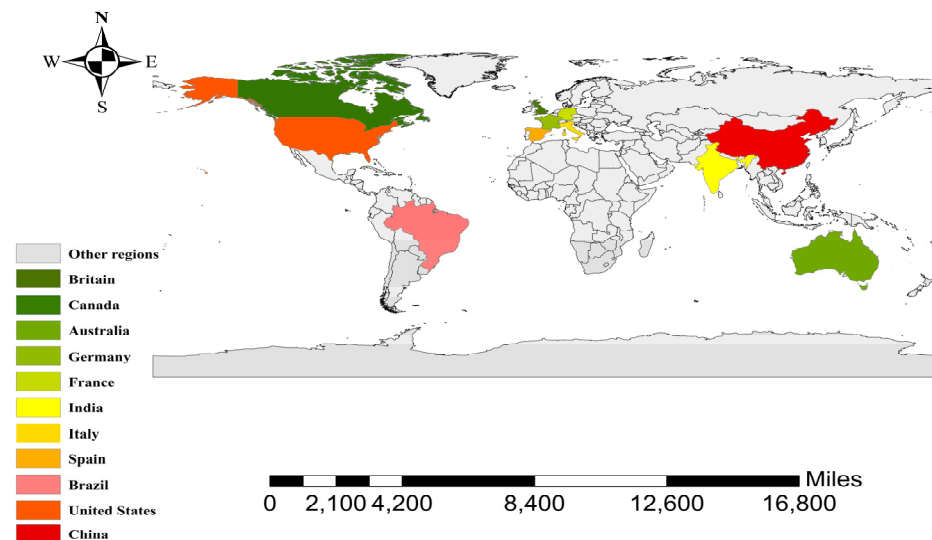 N
W E
S
Other regions
Britain
Canada
Australia
Germany
France
India
Italy
Spain
Brazil
United States
China
Miles
0 2,100 4,200 8,400 12,600 16,800